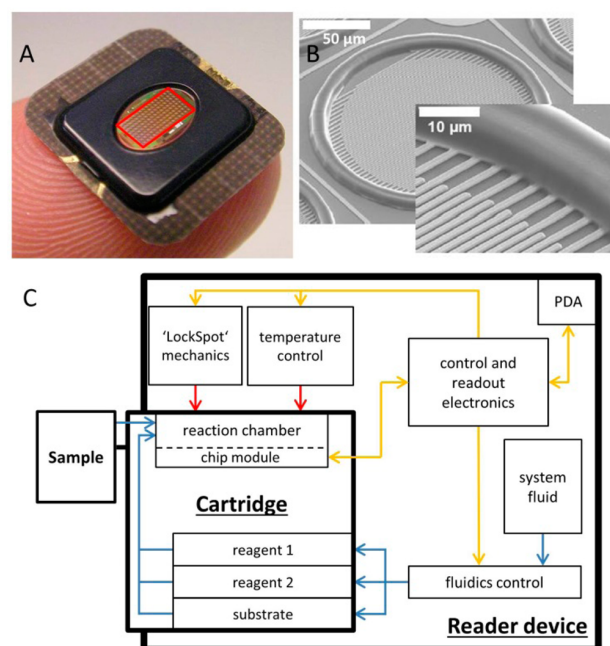 A
50 µm
B
10 µm
C
PDA
'LockSpot'
mechanics
temperature
control
control and
readout
electronics
Sample
reaction chamber
chip module
Cartridge
system
fluid
reagent 1
reagent 2
substrate
fluidics control
Reader device